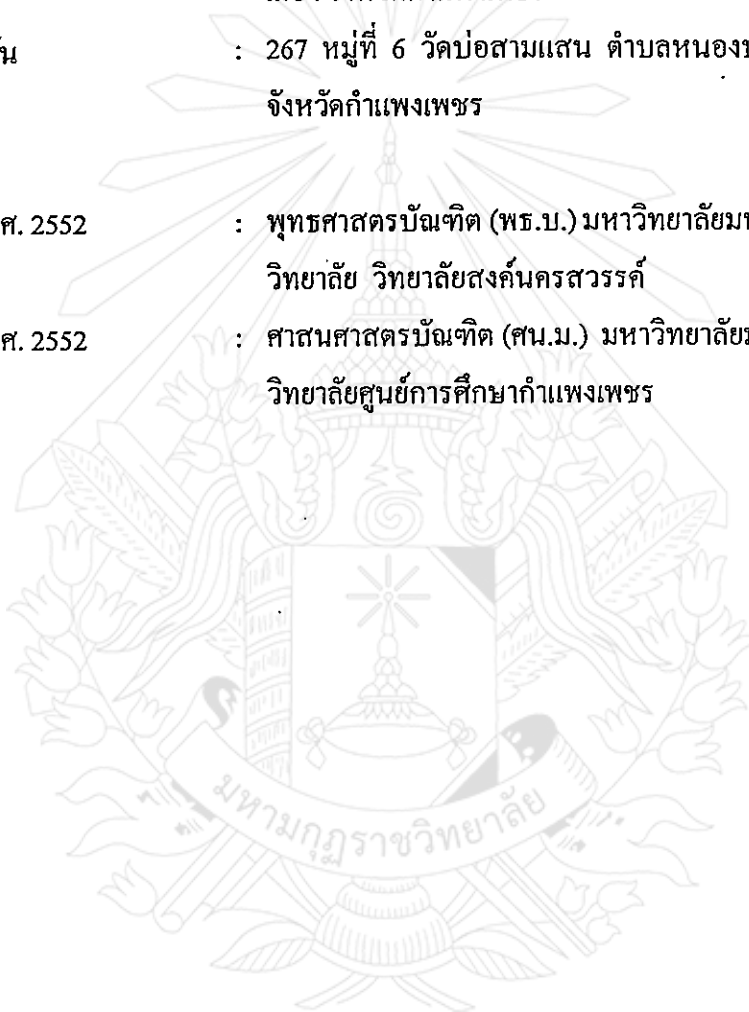 : 267 หมู่ที่ 6 วัดบ่อสามแสน ตำบล
จังหวัดกำแพงเพชร
ศ. 2552 : พุทธศาสตรบัณฑิต (พธ.บ.) มหาวิทยาลัย
วิทยาลัย วิทยาลัยสงค์นครสวรรค์
ศ. 2552 : ศาสนศาสตรบัณฑิต (ศน.ม.) มหาวิทยาลัย
วิทยาลัยศูนย์การศึกษากำแพงเพชร
มหามกุฏราชวิทยาลัย